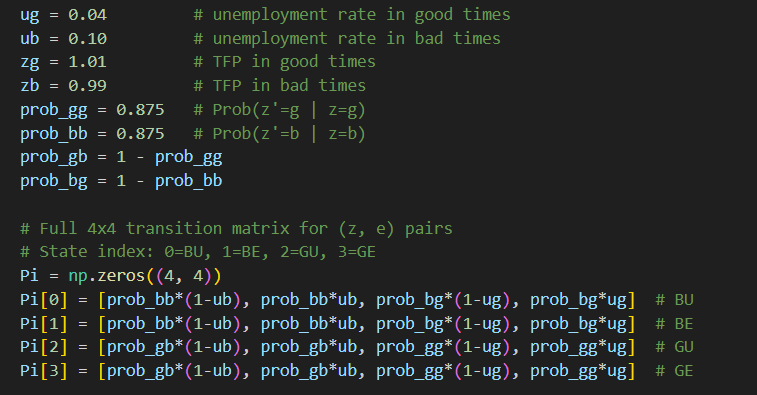 ug = 0.04 # unemployment rate in good times
ub = 0.10 # unemployment rate in bad times
zg = 1.01 # TFP in good times
zb = 0.99 # TFP in bad times
prob_gg = 0.875 # Prob(z'=g | z=g)
prob_bb = 0.875 # Prob(z'=b | z=b)
prob_gb = 1 - prob_gg
prob_bg = 1 - prob_bb
# Full 4x4 transition matrix for (z, e) pairs
# State index: 0=BU, 1=BE, 2=GU, 3=GE
Pi = np.zeros((4, 4))
Pi[0] = [prob_bb*(1-ub), prob_bb*ub, prob_bg*(1-ug), prob_bg*ug] # BU
Pi[1] = [prob_bb*(1-ub), prob_bb*ub, prob_bg*(1-ug), prob_bg*ug] # BE
Pi[2] = [prob_gb*(1-ub), prob_gb*ub, prob_gg*(1-ug), prob_gg*ug] # GU
Pi[3] = [prob_gb*(1-ub), prob_gb*ub, prob_gg*(1-ug), prob_gg*ug] # GE